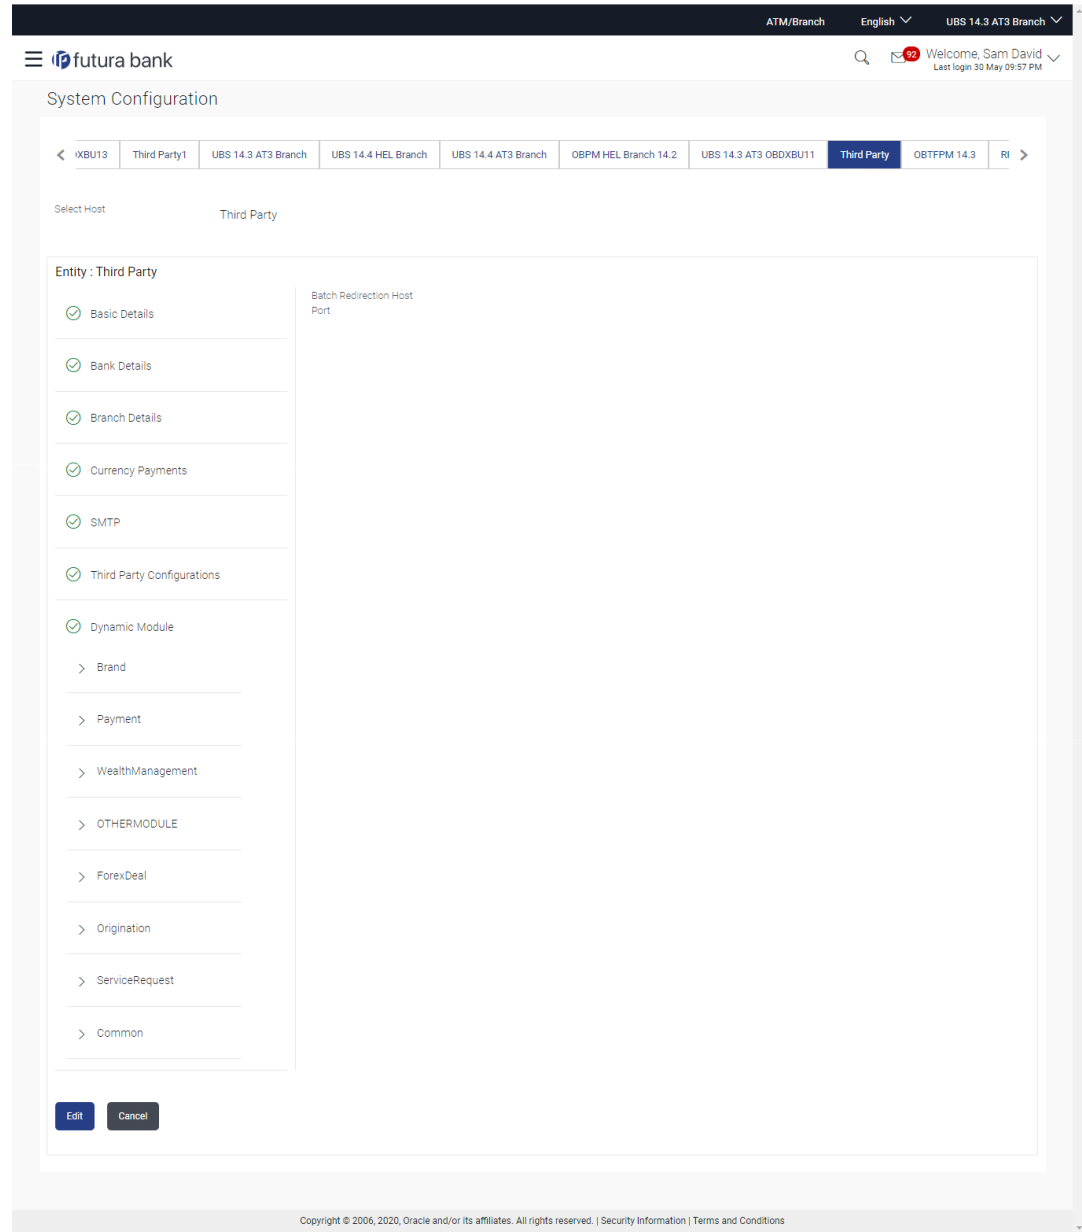 ATM/Branch English UBS 14.3 AT3 Branch
futura bank
92 Welcome, Sam David
Last login 30 May 09:57 PM
System Configuration
XBU13 Third Party1 UBS 14.3 AT3 Branch UBS 14.4 HEL Branch UBS 14.4 AT3 Branch OBPM HEL Branch 14.2 UBS 14.3 AT3 OBDXBU11 Third Party OBTFPM 14.3
Select Host Third Party
Entity : Third Party
Batch Redirection Host
Port
Basic Details
Bank Details
Branch Details
Currency Payments
SMTP
Third Party Configurations
Dynamic Module
Brand
Payment
WealthManagement
OTHERMODULE
ForexDeal
Origination
ServiceRequest
Common
Edit Cancel
Copyright © 2006, 2020, Oracle and/or its affiliates. All rights reserved. | Security Information | Terms and Conditions